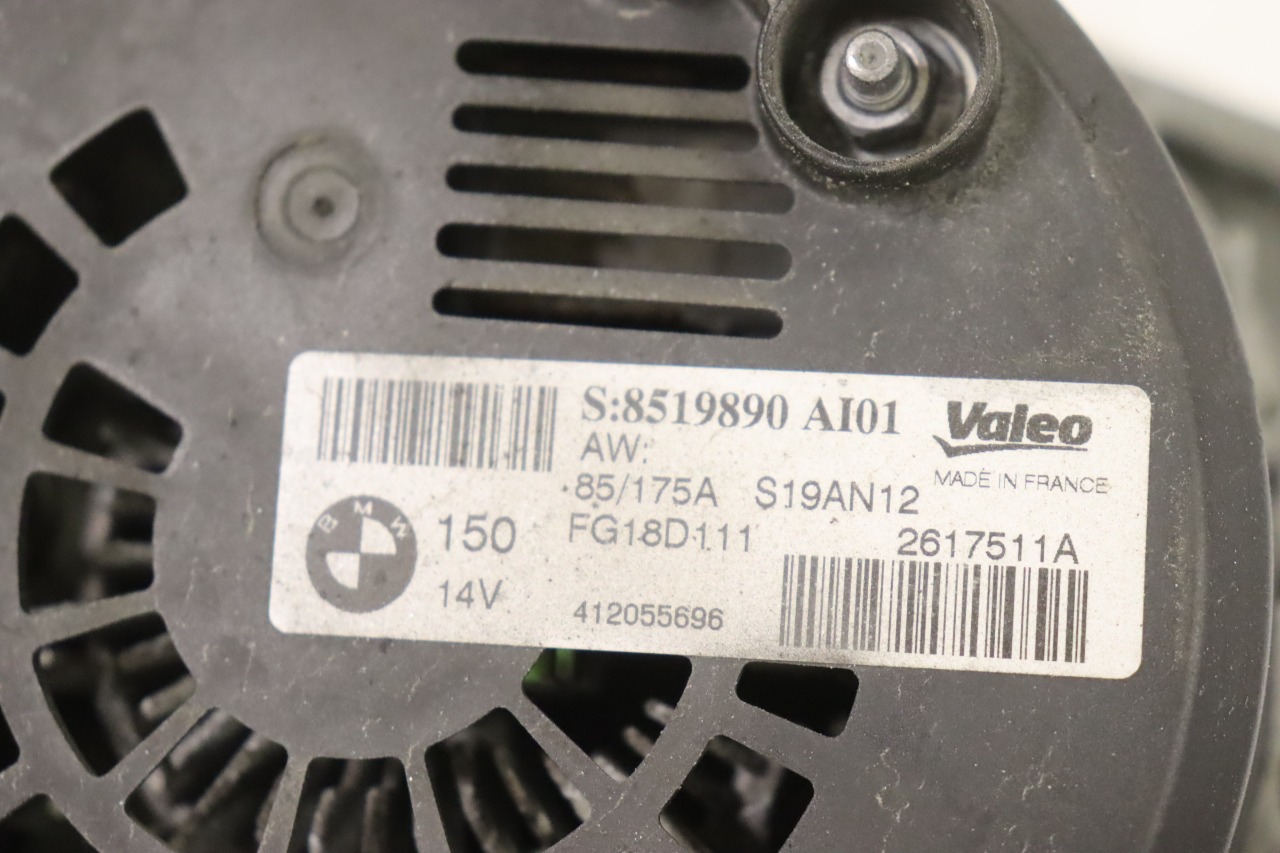 S:8519890 AI01
Valeo
AW:
MADE IN FRANCE
85/175A S19AN12
BMW
150
FG18D111
2617511A
14V
412055696